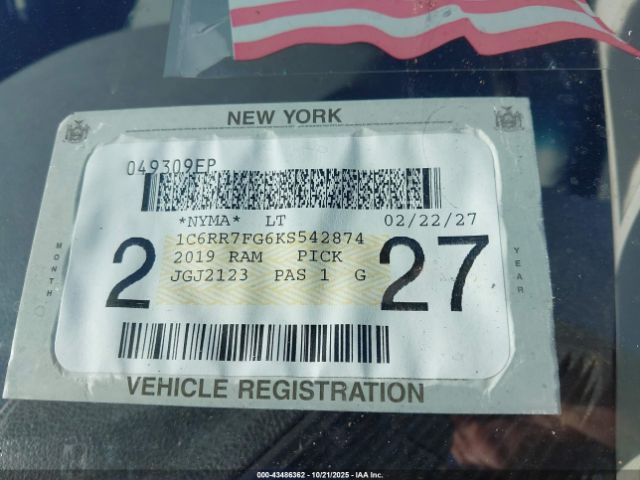 NEW YORK
049309EP
*NYMA* LT 02/22/27
1C6RR7FG6KS542874
2019 RAM PICK
JGJ2123 PAS 1 G
MONTH
2
27
YEAR
VEHICLE REGISTRATION
000-43486362 - 10/21/2025 - IAA Inc.